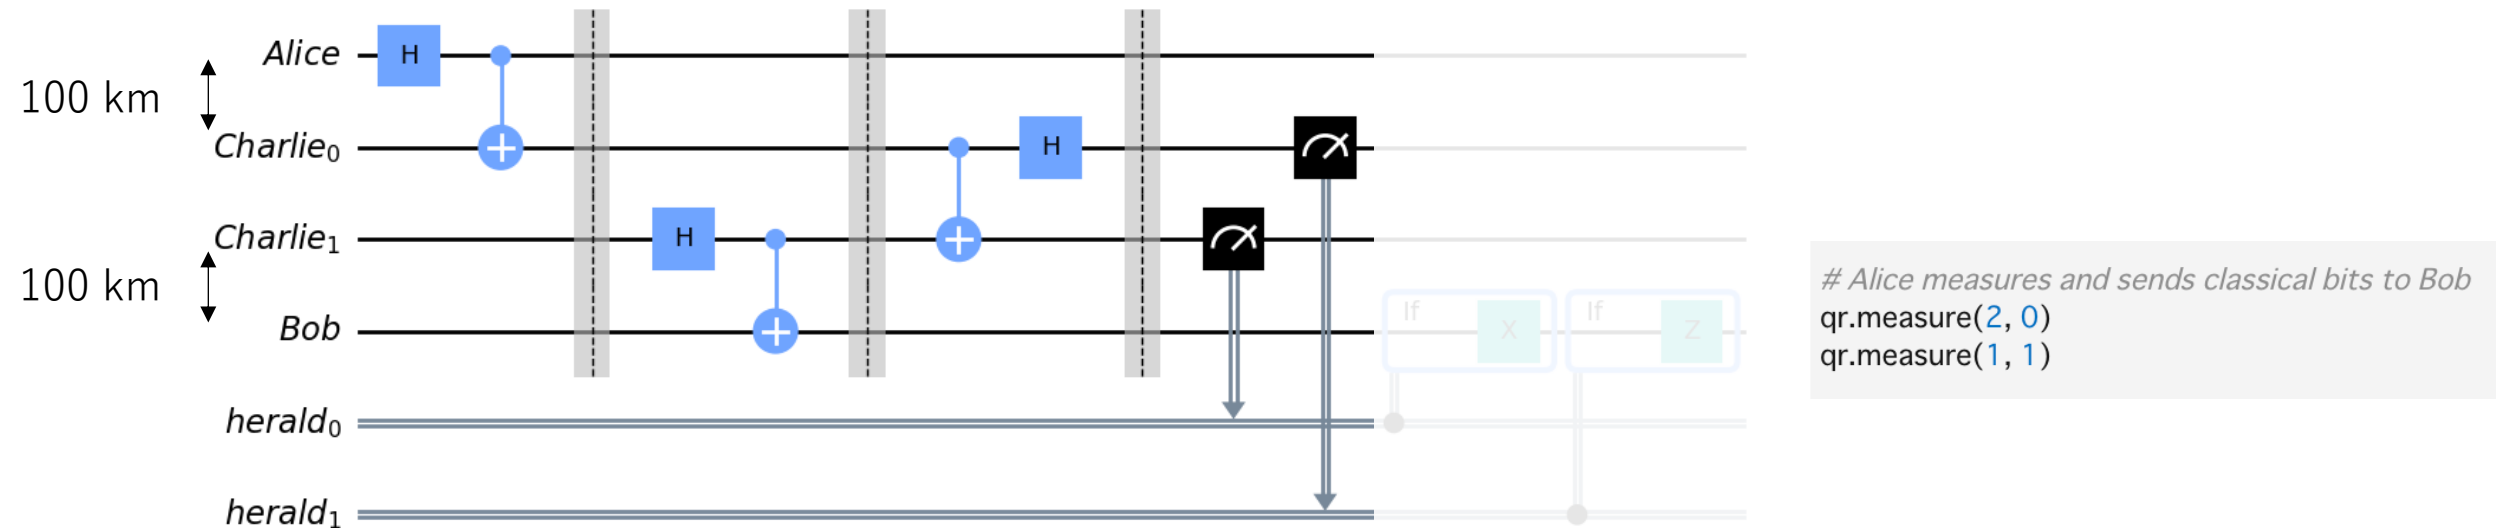 Alice
H
100 km
Charlie0
H
Charlie1
H
100 km
Bob
If
X
If
Z
herald0
herald1
# Alice measures and sends classical bits to Bob
qr.measure(2, 0)
qr.measure(1, 1)